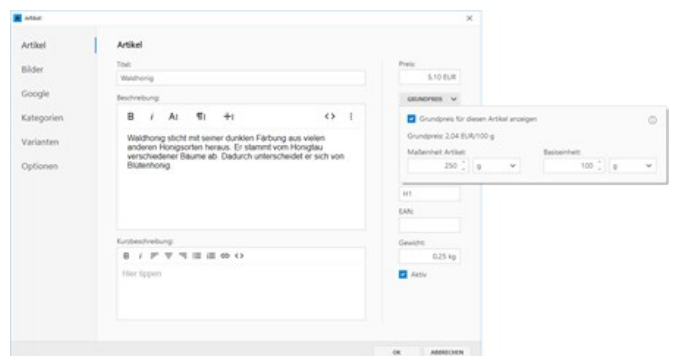 Artikel
Artikel
Bilder
Google
Kategorien
Varianten
Optionen
Artikel
Titel:
Waldhonig
Beschreibung:
B i A
Waldhonig sticht mit seiner dunklen Färbung aus vielen
anderen Honigsorten heraus. Er stammt vom Honigtau
verschiedener Bäume ab. Dadurch unterscheidet er sich von
Blütenhonig.
Kurzbeschreibung:
B i
Hier tippen
Preis:
5,10 EUR
GRUNDPREIS
Grundpreis für diesen Artikel anzeigen
Grundpreis: 2,04 EUR/100 g
Maßeinheit Artikel: Basiseinheit:
250 g 100 g
H1
EAN:
Gewicht:
0,25 kg
Aktiv
OK ABBRECHEN